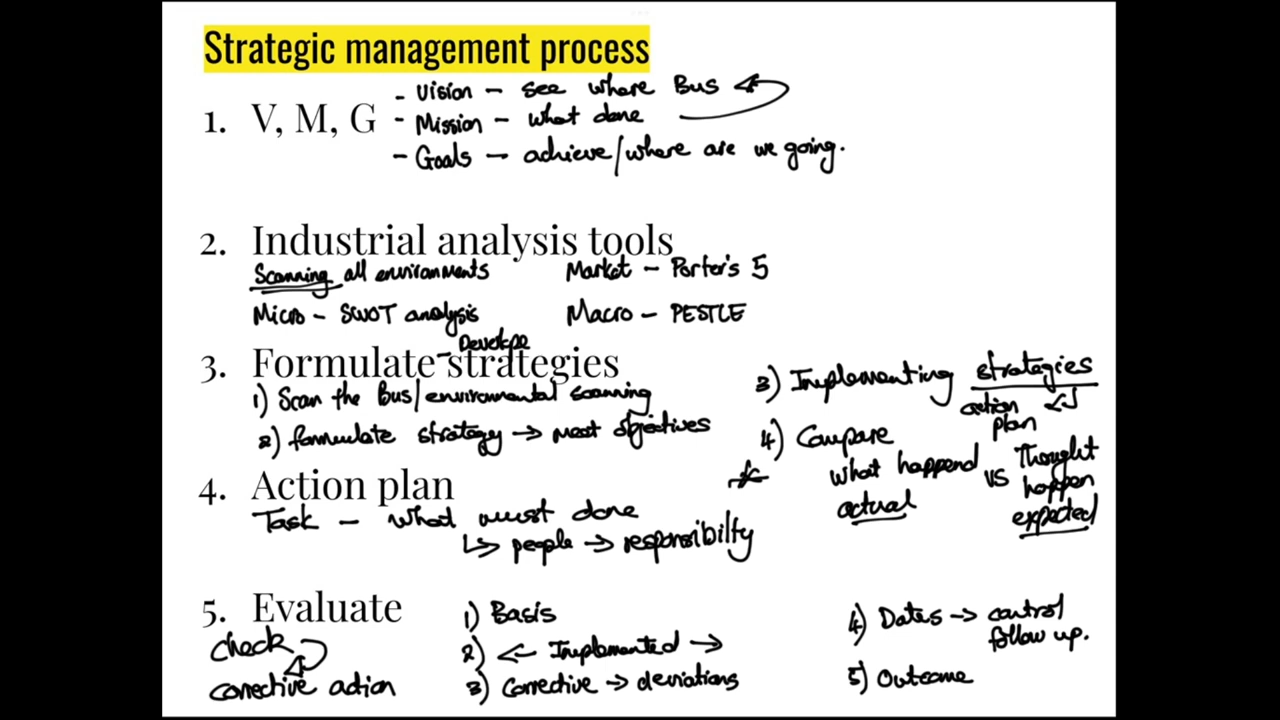 Strategic management process
1. V, M, G
- Vision - see where Bus
- Mission - what done
- Goals - achieve/where are we going.
2. Industrial analysis tools
Scanning all environments
Market - Porter's 5
Micro - SWOT analysis
Macro - PESTLE
3. Formulate strategies
- Develope
1) Scan the Bus/environmental scanning
2) formulate strategy → meet objectives
3) Implementing strategies
action plan
4) Compare
what happend actual
vs
Thought happen expected
4. Action plan
Task - what must done
↳ people → responsibilty
5. Evaluate
check
corrective action
1) Basis
2) ← Implemented →
3) Corrective → deviations
4) Dates → control
follow up.
5) Outcome